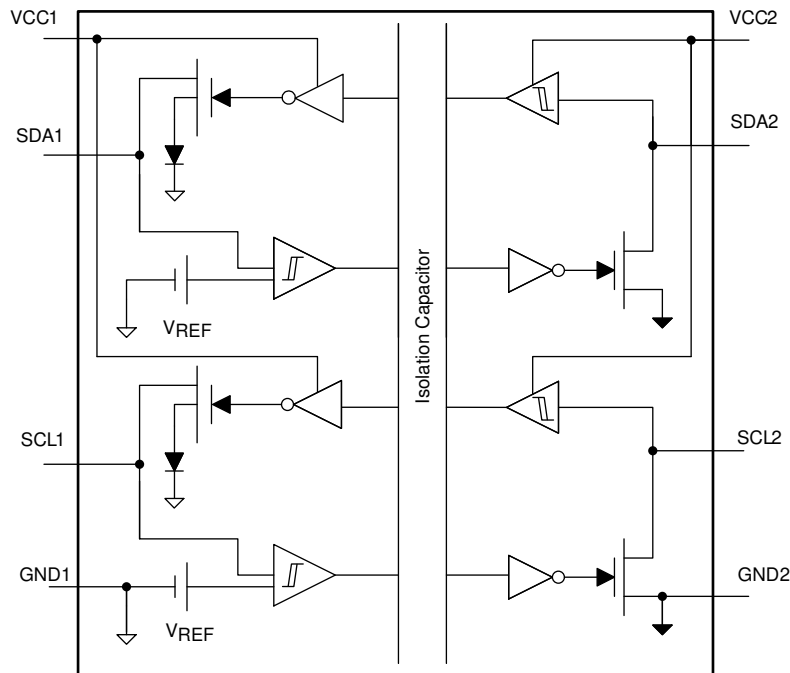 VCC1
VCC2
SDA1
SDA2
VREF
Isolation Capacitor
SCL1
SCL2
GND1
GND2
VREF